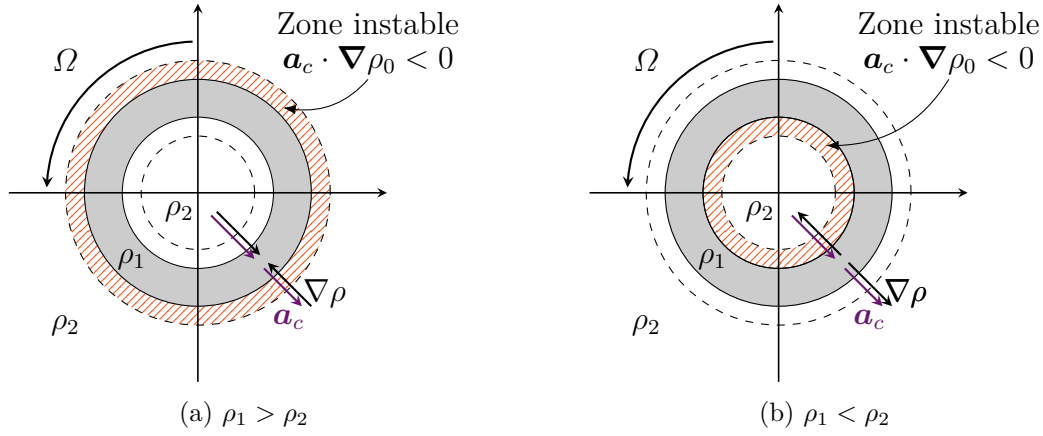 Zone instable
𝒂_c · ∇ρ₀ < 0
Ω
ρ₂
ρ₁
∇ρ
𝒂_c
ρ₂
(a) ρ₁ > ρ₂
Zone instable
𝒂_c · ∇ρ₀ < 0
Ω
ρ₂
ρ₁
∇ρ
𝒂_c
ρ₂
(b) ρ₁ < ρ₂